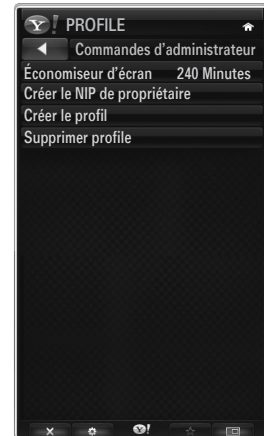 Y! PROFILE
Commandes d'administrateur
Économiseur d'écran 240 Minutes
Créer le NIP de propriétaire
Créer le profil
Supprimer profile
Y!